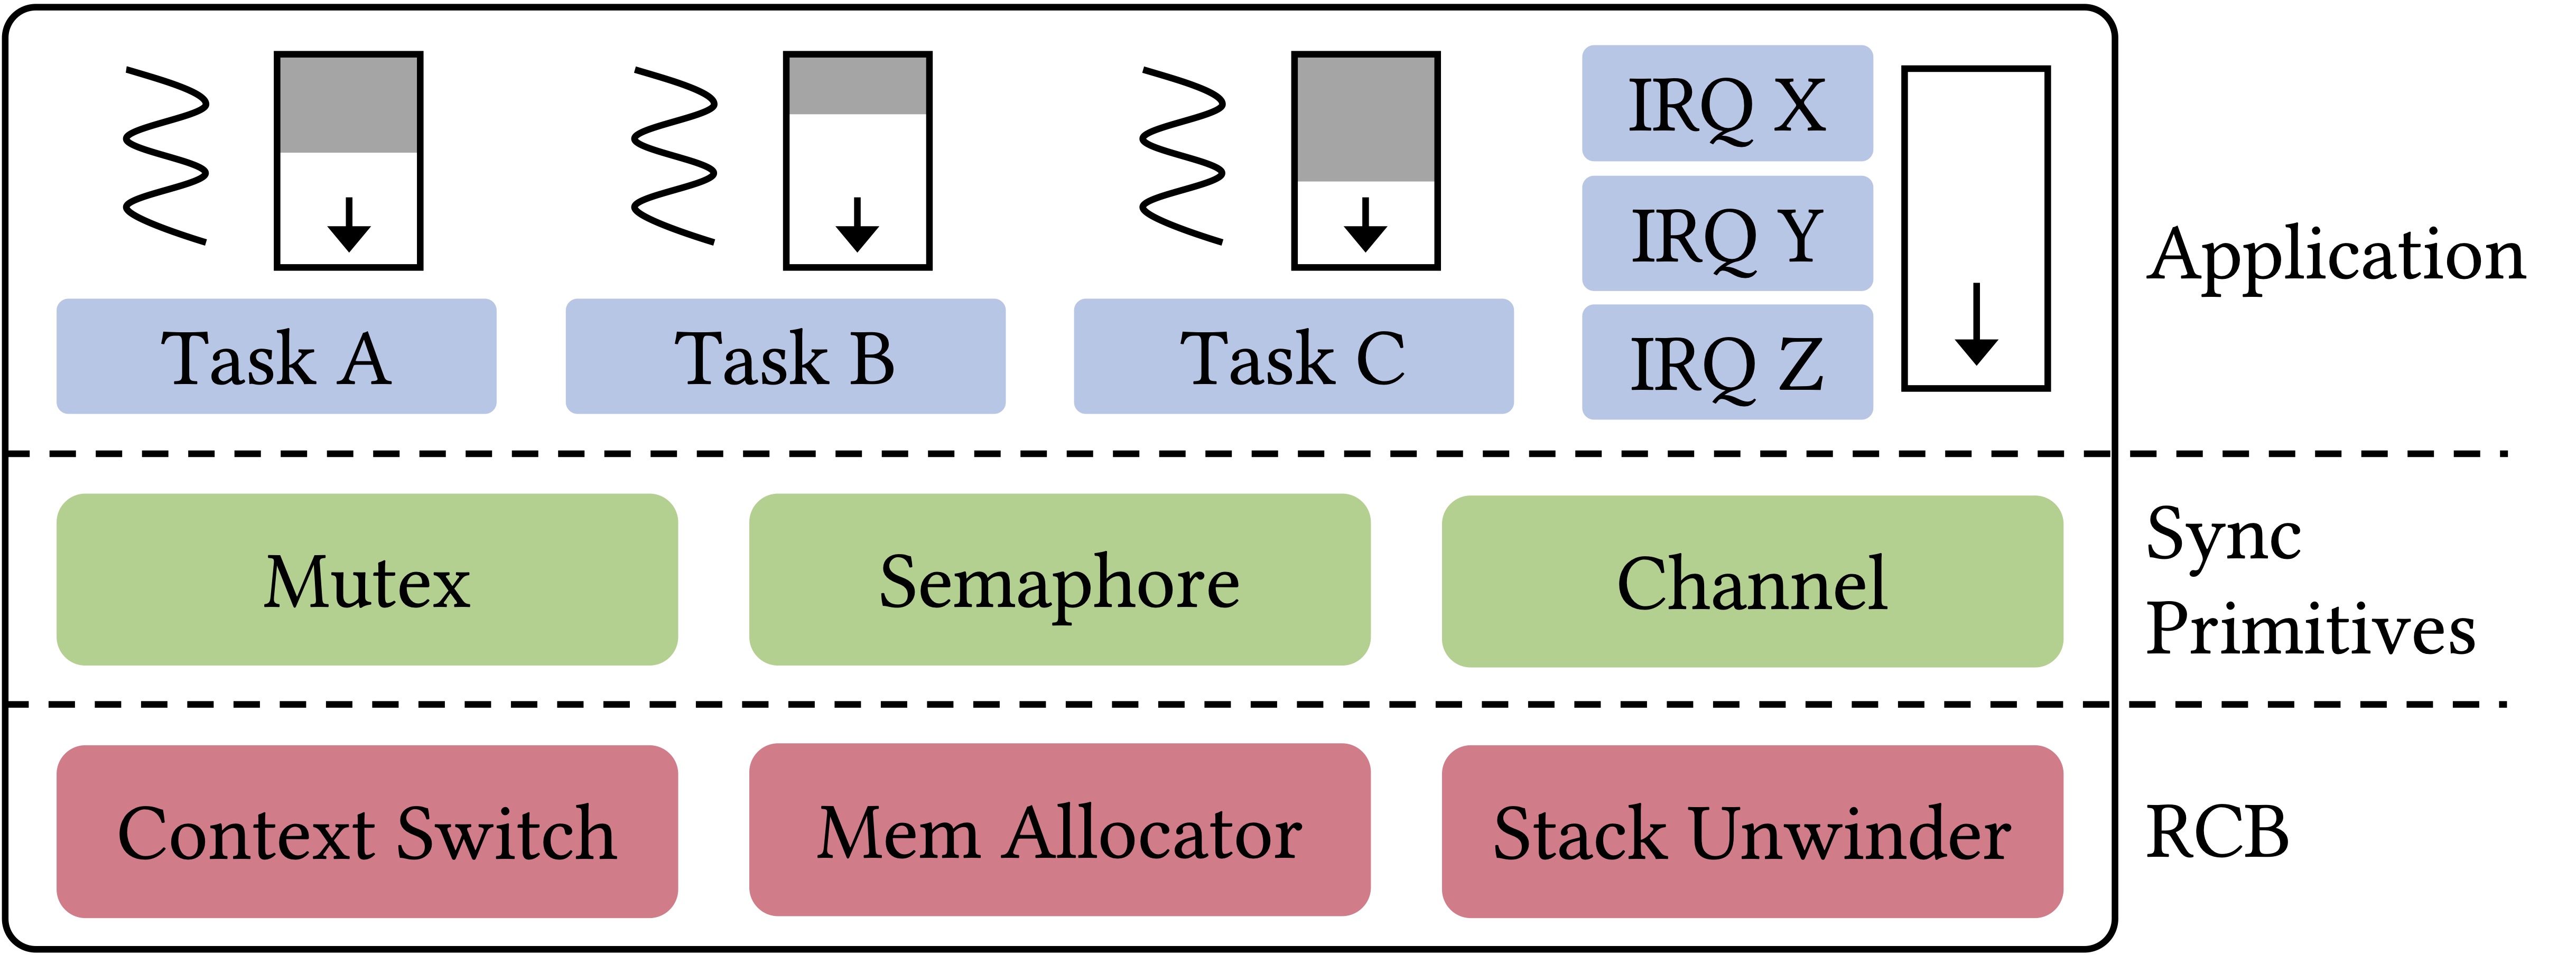 IRQ X
IRQ Y
IRQ Z
Task A
Task B
Task C
Application
Mutex
Semaphore
Channel
Sync
Primitives
Context Switch
Mem Allocator
Stack Unwinder
RCB